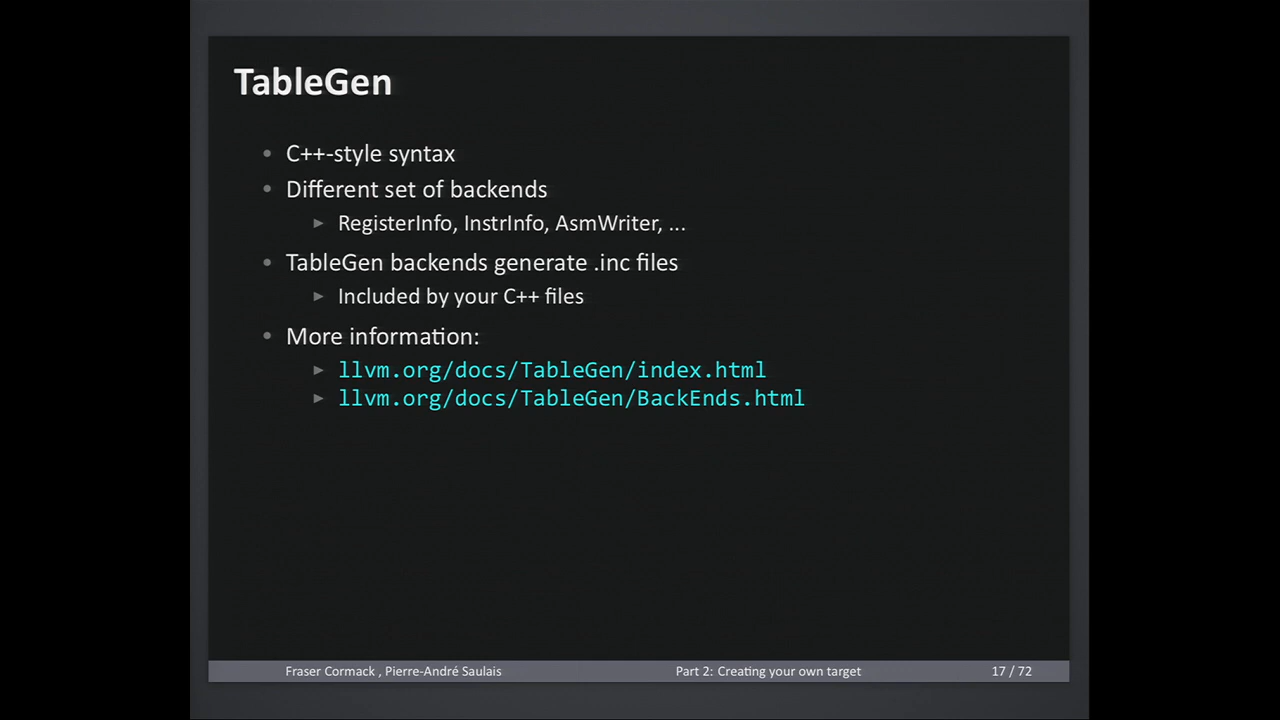 TableGen
• C++-style syntax
• Different set of backends
▶ RegisterInfo, InstrInfo, AsmWriter, ...
• TableGen backends generate .inc files
▶ Included by your C++ files
• More information:
▶ llvm.org/docs/TableGen/index.html
▶ llvm.org/docs/TableGen/BackEnds.html
Fraser Cormack , Pierre-André Saulais Part 2: Creating your own target 17 / 72